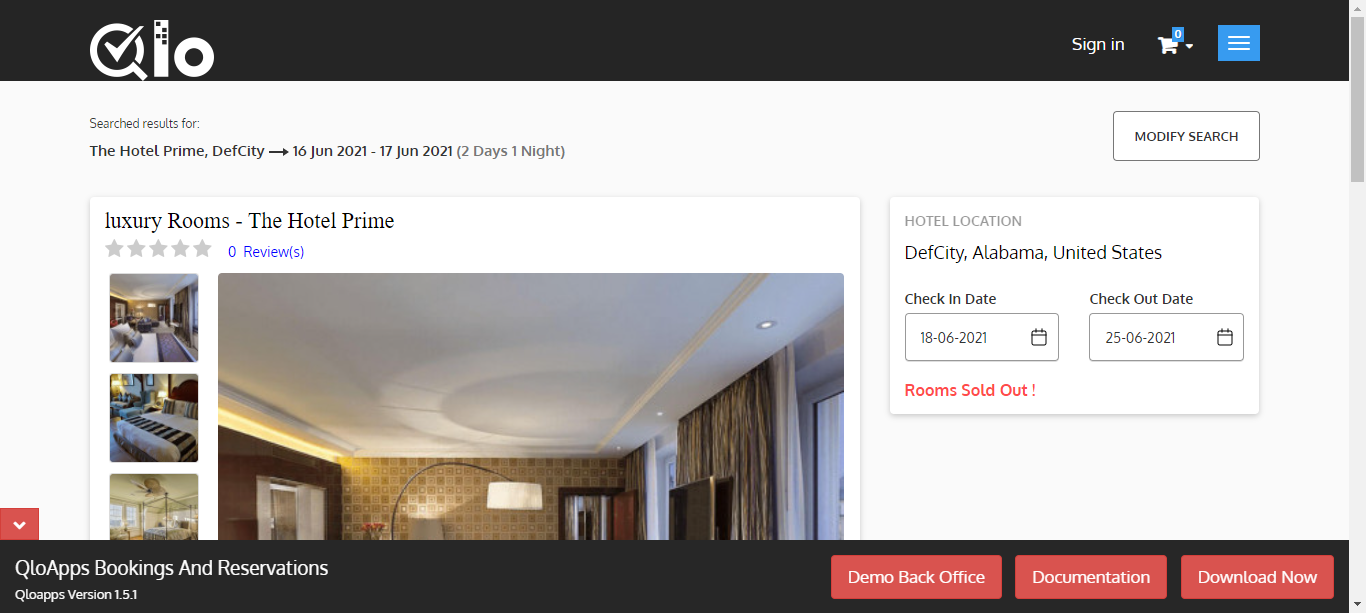 Qlo
Sign in
0
Searched results for:
The Hotel Prime, DefCity → 16 Jun 2021 - 17 Jun 2021 (2 Days 1 Night)
MODIFY SEARCH
luxury Rooms - The Hotel Prime
0 Review(s)
HOTEL LOCATION
DefCity, Alabama, United States
Check In Date
Check Out Date
18-06-2021
25-06-2021
Rooms Sold Out !
QloApps Bookings And Reservations
Qloapps Version 1.5.1
Demo Back Office
Documentation
Download Now